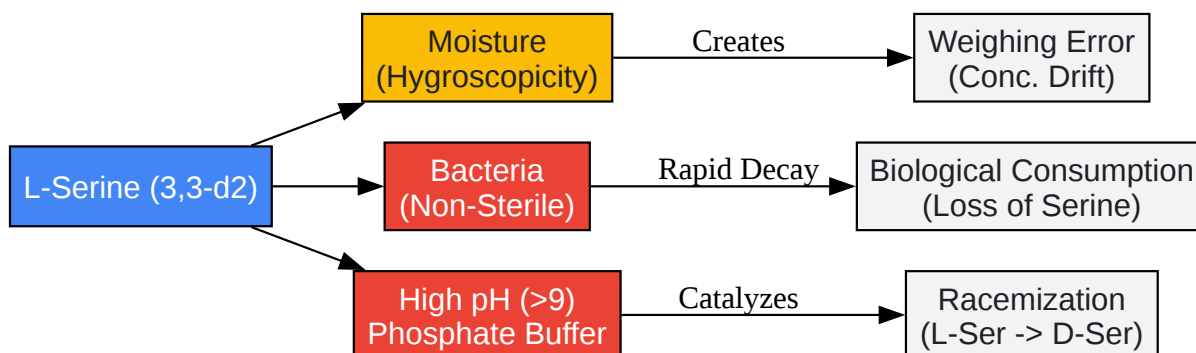 Moisture
(Hygroscopicity)
Creates
Weighing Error
(Conc. Drift)
L-Serine (3,3-d2)
Bacteria
(Non-Sterile)
Rapid Decay
Biological Consumption
(Loss of Serine)
High pH (>9)
Phosphate Buffer
Catalyzes
Racemization
(L-Ser -> D-Ser)